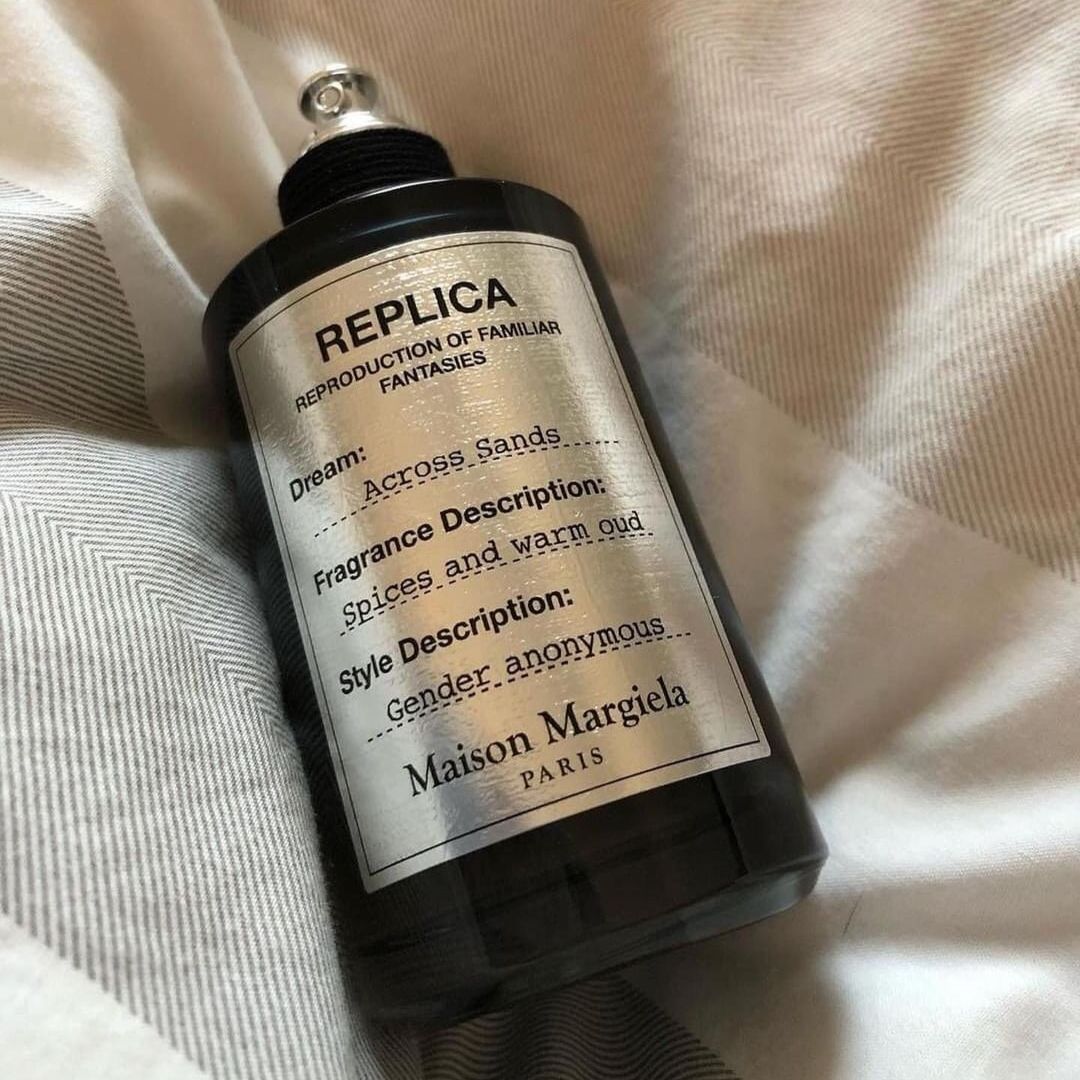 REPLICA
REPRODUCTION OF FAMILIAR
FANTASIES
Dream:
Across Sands
Fragrance Description:
Spices and warm oud
Style Description:
Gender anonymous
Maison Margiela
PARIS